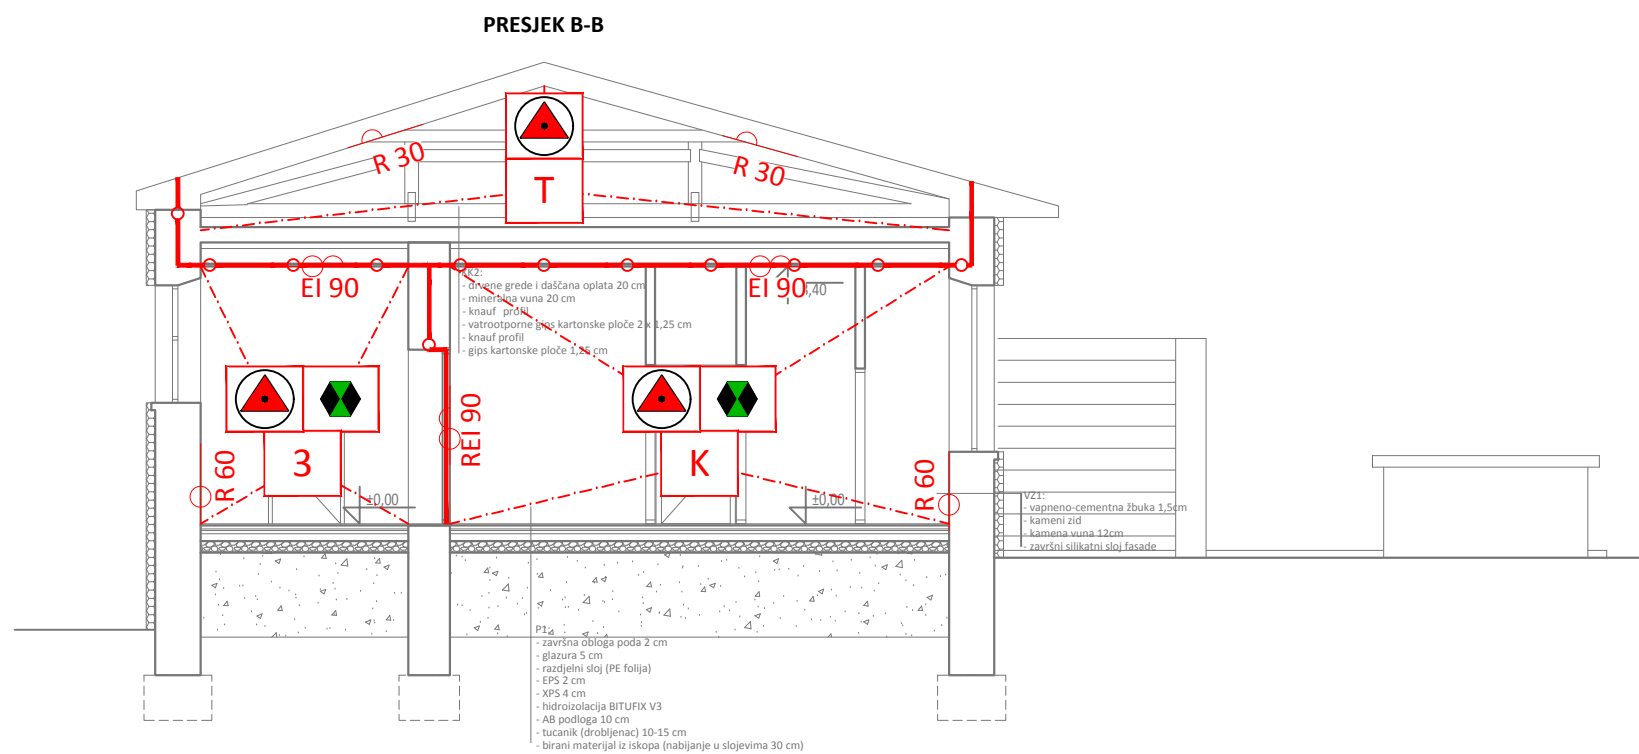 PRESJEK B-B
R 30
R 30
T
EI 90
EI 90
KK2:
- drvene grede i daščana oplata 20 cm
- mineralna vuna 20 cm
- knauf profil
- vatrootporne gips kartonske ploče 2 x 1,25 cm
- knauf profil
- gips kartonske ploče 1,25 cm
,40
R 60
3
REI 90
K
R 60
±0,00
±0,00
VZ1:
- vapneno-cementna žbuka 1,5cm
- kameni zid
- kamena vuna 12cm
- završni silikatni sloj fasade
P1:
- završna obloga poda 2 cm
- glazura 5 cm
- razdjelni sloj (PE folija)
- EPS 2 cm
- XPS 4 cm
- hidroizolacija BITUFIX V3
- AB podloga 10 cm
- tucanik (drobljenac) 10-15 cm
- birani materijal iz iskopa (nabijanje u slojevima 30 cm)